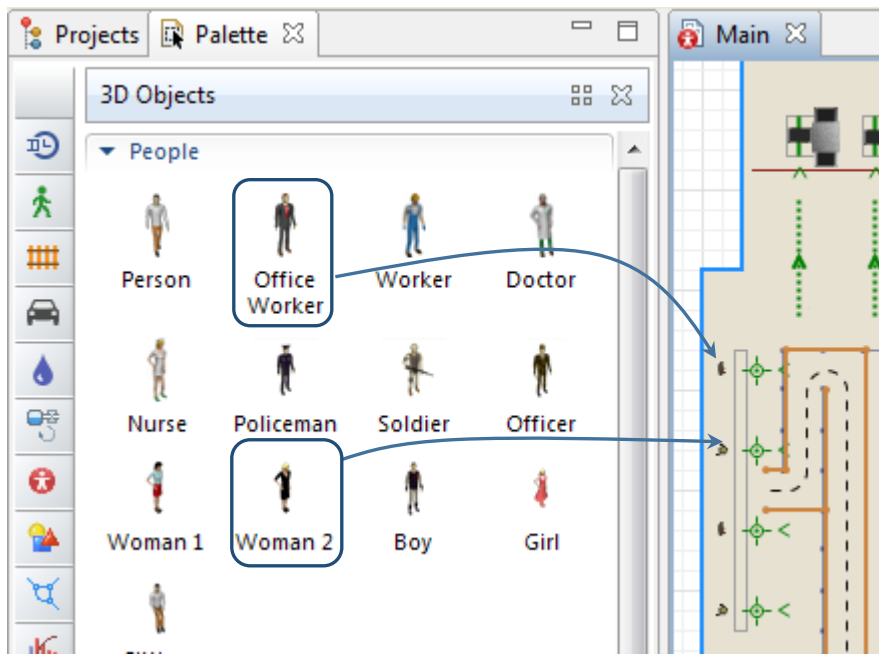 Projects Palette Main
3D Objects
People
Person Office Worker Doctor
Worker
Nurse Policeman Soldier Officer
Woman 1 Woman 2 Boy Girl